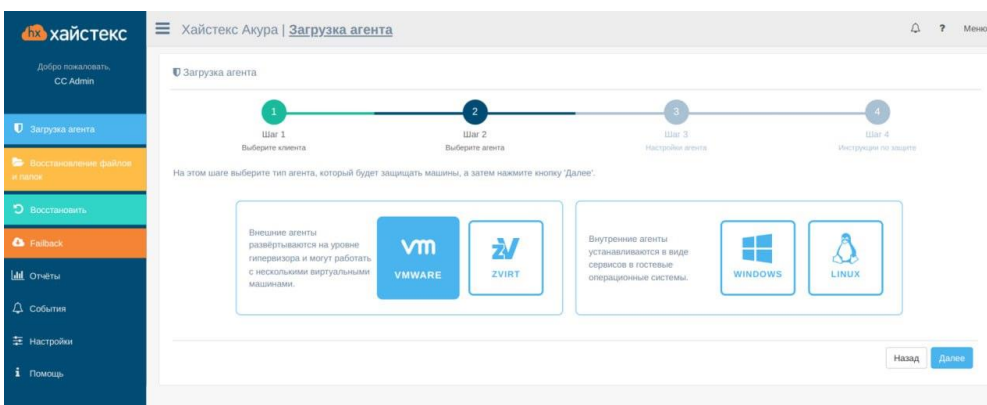 hx хайстекс
Хайстекс Акура | Загрузка агента
? Меню
Добро пожаловать,
CC Admin
Загрузка агента
Восстановление файлов
и папок
Восстановить
Failback
Отчёты
События
Настройки
Помощь
Загрузка агента
1 2 3 4
Шаг 1 Шаг 2 Шаг 3 Шаг 4
Выберите клиента Выберите агента Настройки агента Инструкции по защите
На этом шаге выберите тип агента, который будет защищать машины, а затем нажмите кнопку 'Далее'.
Внешние агенты
развёртываются на уровне
гипервизора и могут работать
с несколькими виртуальными
машинами.
vm
VMWARE
zV
ZVIRT
Внутренние агенты
устанавливаются в виде
сервисов в гостевые
операционные системы.
WINDOWS
LINUX
Назад Далее